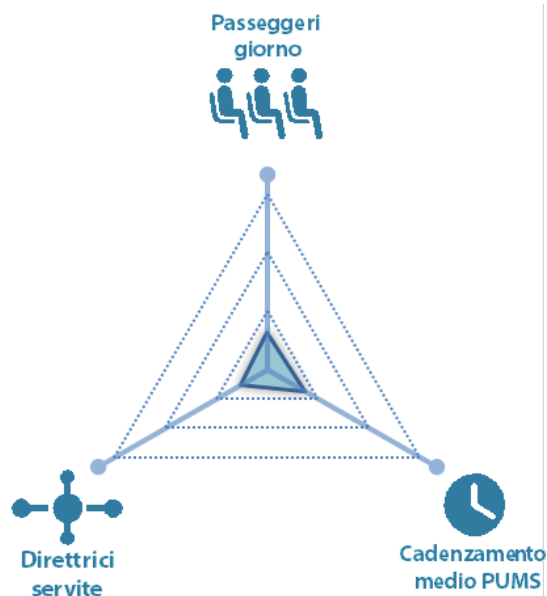 Passeggeri
giorno
Direttrici
servite
Cadenzamento
medio PUMS